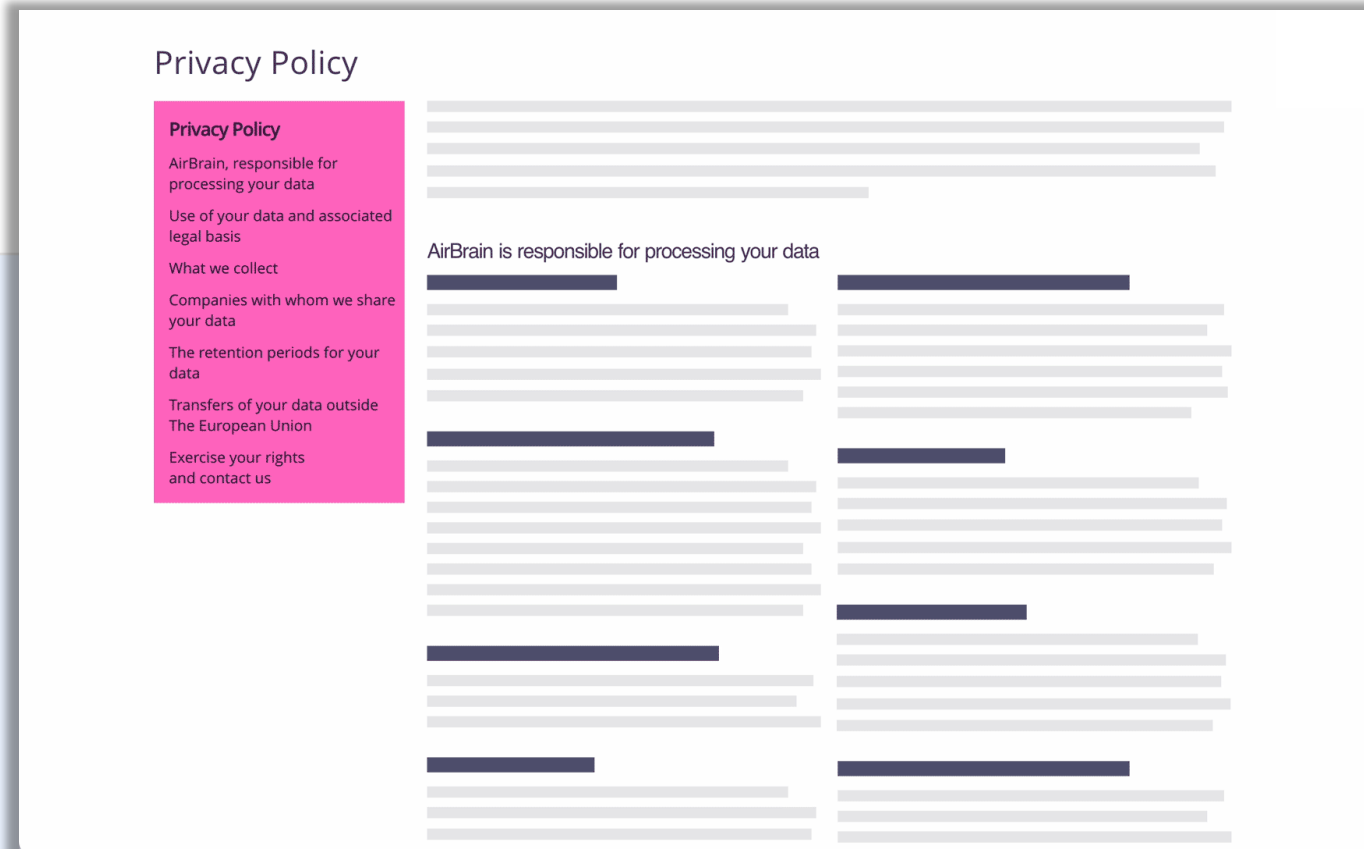 Privacy Policy
Privacy Policy
AirBrain, responsible for
processing your data
Use of your data and associated
legal basis
What we collect
Companies with whom we share
your data
The retention periods for your
data
Transfers of your data outside
The European Union
Exercise your rights
and contact us
AirBrain is responsible for processing your data